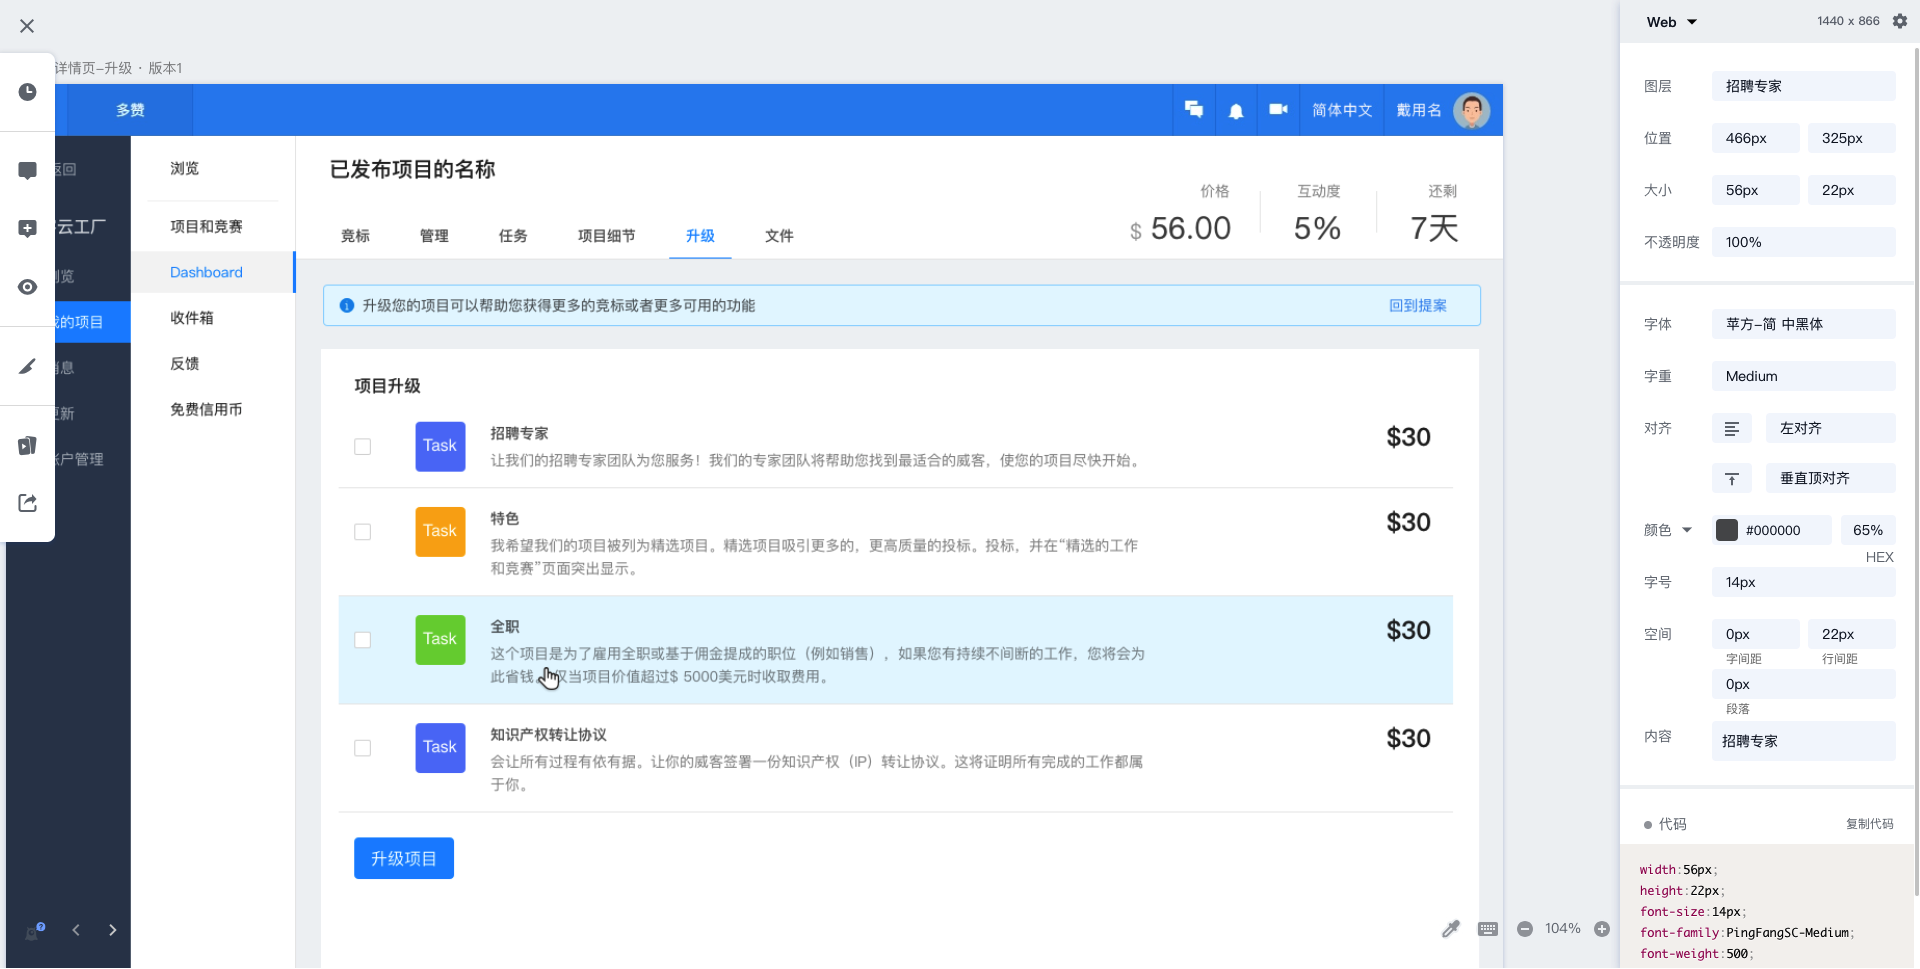 详情页-升级 · 版本1
多赞
简体中文
戴用名
返回
云工厂
浏览
我的项目
消息
更新
账户管理
浏览
项目和竞赛
Dashboard
收件箱
反馈
免费信用币
已发布项目的名称
价格
$ 56.00
互动度
5%
还剩
7天
竞标
管理
任务
项目细节
升级
文件
升级您的项目可以帮助您获得更多的竞标或者更多可用的功能
回到提案
项目升级
Task
招聘专家
让我们的招聘专家团队为您服务！我们的专家团队将帮助您找到最适合的威客，使您的项目尽快开始。
$30
Task
特色
我希望我们的项目被列为精选项目。精选项目吸引更多的，更高质量的投标。投标，并在“精选的工作
和竞赛”页面突出显示。
$30
Task
全职
这个项目是为了雇用全职或基于佣金提成的职位（例如销售），如果您有持续不间断的工作，您将会为
此省钱。仅当项目价值超过$ 5000美元时收取费用。
$30
Task
知识产权转让协议
会让所有过程有依有据。让你的威客签署一份知识产权（IP）转让协议。这将证明所有完成的工作都属
于你。
$30
升级项目
104%
Web
1440 x 866
图层
招聘专家
位置
466px
325px
大小
56px
22px
不透明度
100%
字体
苹方-简 中黑体
字重
Medium
对齐
左对齐
垂直顶对齐
颜色
#000000
65%
HEX
字号
14px
空间
0px
22px
字间距
行间距
0px
段落
内容
招聘专家
代码
复制代码
width:56px;
height:22px;
font-size:14px;
font-family:PingFangSC-Medium;
font-weight:500;